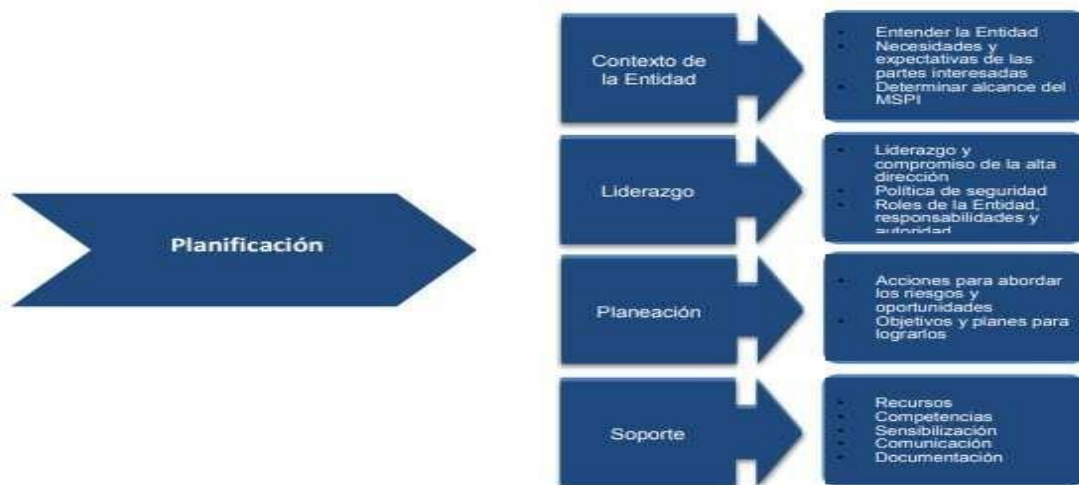 Planificación
Contexto de
la Entidad
Entender la Entidad
Necesidades y
expectativas de las
partes interesadas
Determinar alcance del
MSPI
Liderazgo
Liderazgo y
compromiso de la alta
dirección
Política de seguridad
Roles de la Entidad,
responsabilidades y
autoridad
Planeación
Acciones para abordar
los riesgos y
oportunidades
Objetivos y planes para
lograrlos
Soporte
Recursos
Competencias
Sensibilización
Comunicación
Documentación